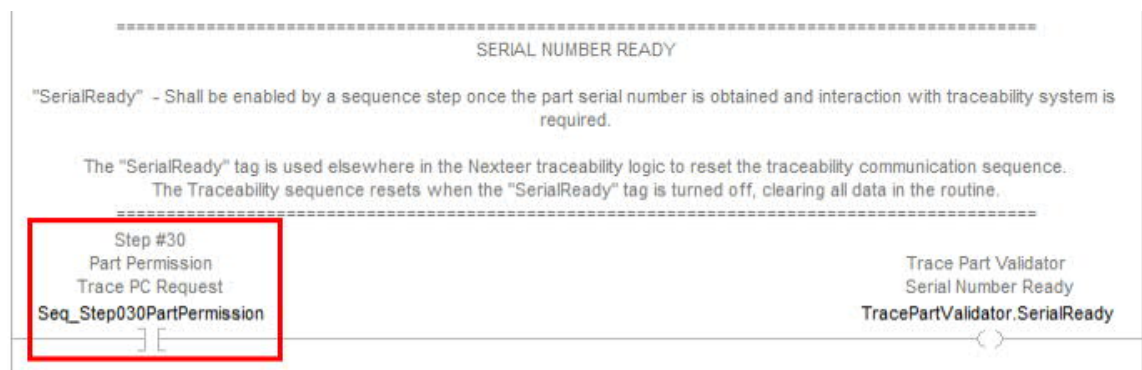 ==============================================================================================
SERIAL NUMBER READY
"SerialReady" - Shall be enabled by a sequence step once the part serial number is obtained and interaction with traceability system is
required.
The "SerialReady" tag is used elsewhere in the Nexteer traceability logic to reset the traceability communication sequence.
The Traceability sequence resets when the "SerialReady" tag is turned off, clearing all data in the routine.
==============================================================================================
Step #30
Part Permission
Trace PC Request
Seq_Step030PartPermission
Trace Part Validator
Serial Number Ready
TracePartValidator.SerialReady